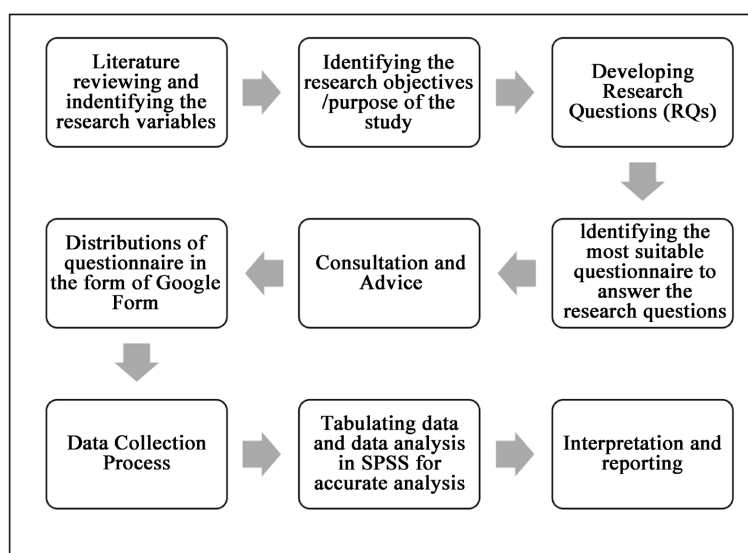 Literature
reviewing and
indentifying the
research variables
Identifying the
research objectives
/purpose of the
study
Developing
Research
Questions (RQs)
Identifying the
most suitable
questionnaire to
answer the
research questions
Consultation and
Advice
Distributions of
questionnaire in
the form of Google
Form
Data Collection
Process
Tabulating data
and data analysis
in SPSS for
accurate analysis
Interpretation and
reporting